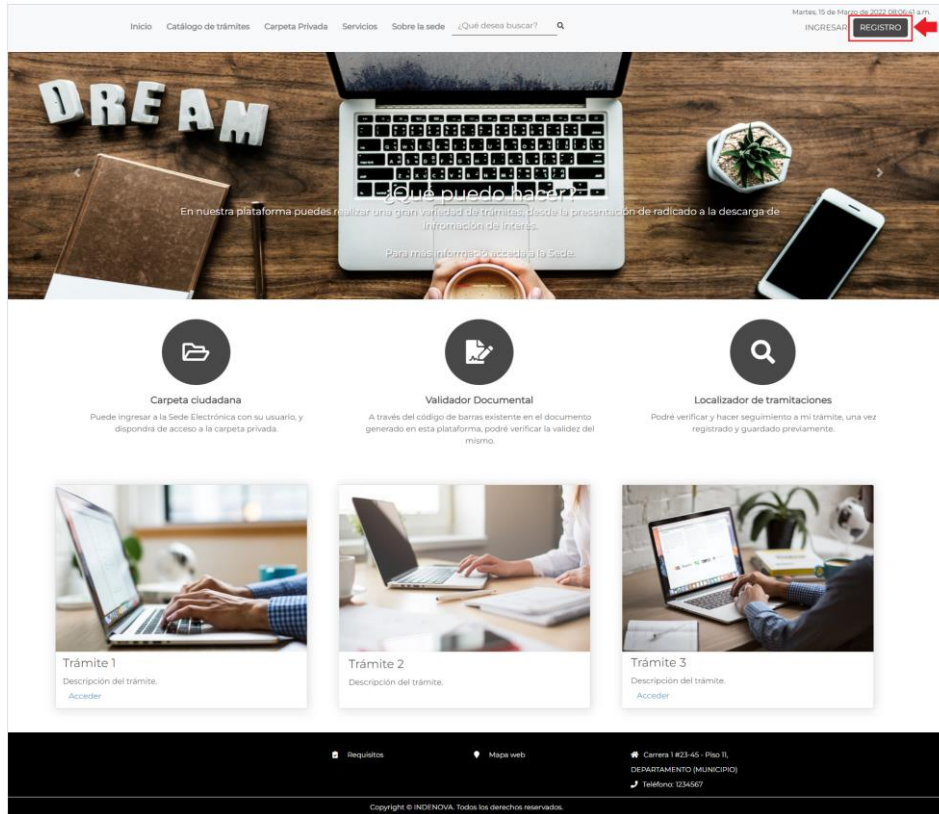 Martes, 15 de Marzo de 2022 08:06:41 a.m.
Inicio Catálogo de trámites Carpeta Privada Servicios Sobre la sede ¿Qué desea buscar? INGRESAR REGISTRO
DREAM
¿Qué puedo hacer?
En nuestra plataforma puedes realizar una gran variedad de trámites, desde la presentación de radicado a la descarga de
infromación de interés.
Para más informació acceda a la Sede.
Carpeta ciudadana
Puede ingresar a la Sede Electrónica con su usuario, y
dispondrá de acceso a la carpeta privada.
Validador Documental
A través del código de barras existente en el documento
generado en esta plataforma, podré verificar la validez del
mismo.
Localizador de tramitaciones
Podré verificar y hacer seguimiento a mi trámite, una vez
registrado y guardado previamente.
Trámite 1
Descripción del trámite.
Acceder
Trámite 2
Descripción del trámite.
Trámite 3
Descripción del trámite.
Acceder
Requisitos
Mapa web
Carrera 1 #23-45 - Piso 11,
DEPARTAMENTO (MUNICIPIO)
Teléfono: 1234567
Copyright © INDENOVA. Todos los derechos reservados.